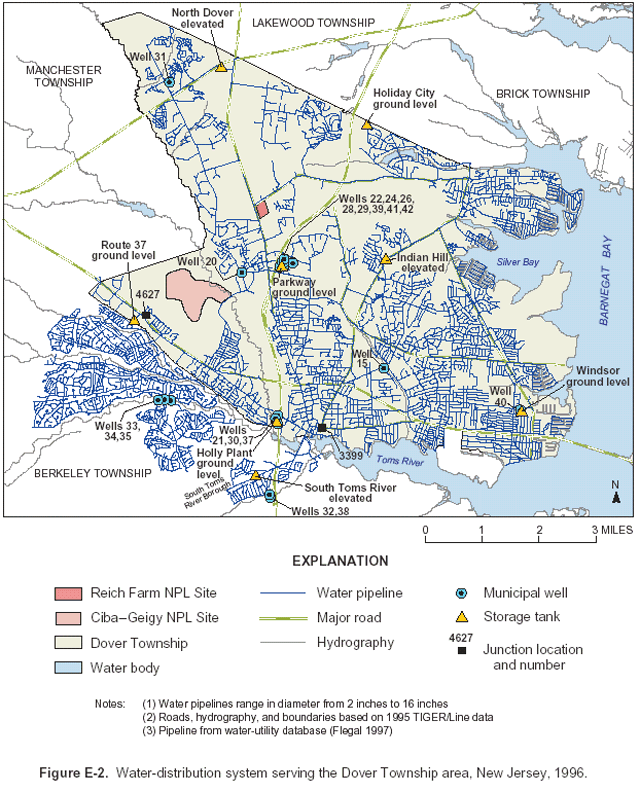 North Dover
elevated
LAKEWOOD TOWNSHIP
Well 31
MANCHESTER
TOWNSHIP
Holiday City
ground level
BRICK TOWNSHIP
Wells 22,24,26,
28,29,39,41,42
Route 37
ground level
Well 20
Indian Hill
elevated
Silver Bay
BARNEGAT BAY
4627
Parkway
ground level
Well
15
Windsor
ground level
Well
40
Wells 33,
34,35
Wells
21,30,37
Holly Plant
ground
level
3399
Toms River
BERKELEY TOWNSHIP
South Toms
River Borough
South Toms River
elevated
Wells 32,38
N
0 1 2 3 MILES
EXPLANATION
Reich Farm NPL Site
Ciba–Geigy NPL Site
Dover Township
Water body
Water pipeline
Major road
Hydrography
Municipal well
Storage tank
4627
Junction location
and number
Notes: (1) Water pipelines range in diameter from 2 inches to 16 inches
(2) Roads, hydrography, and boundaries based on 1995 TIGER/Line data
(3) Pipeline from water-utility database (Flegal 1997)
Figure E-2. Water-distribution system serving the Dover Township area, New Jersey, 1996.